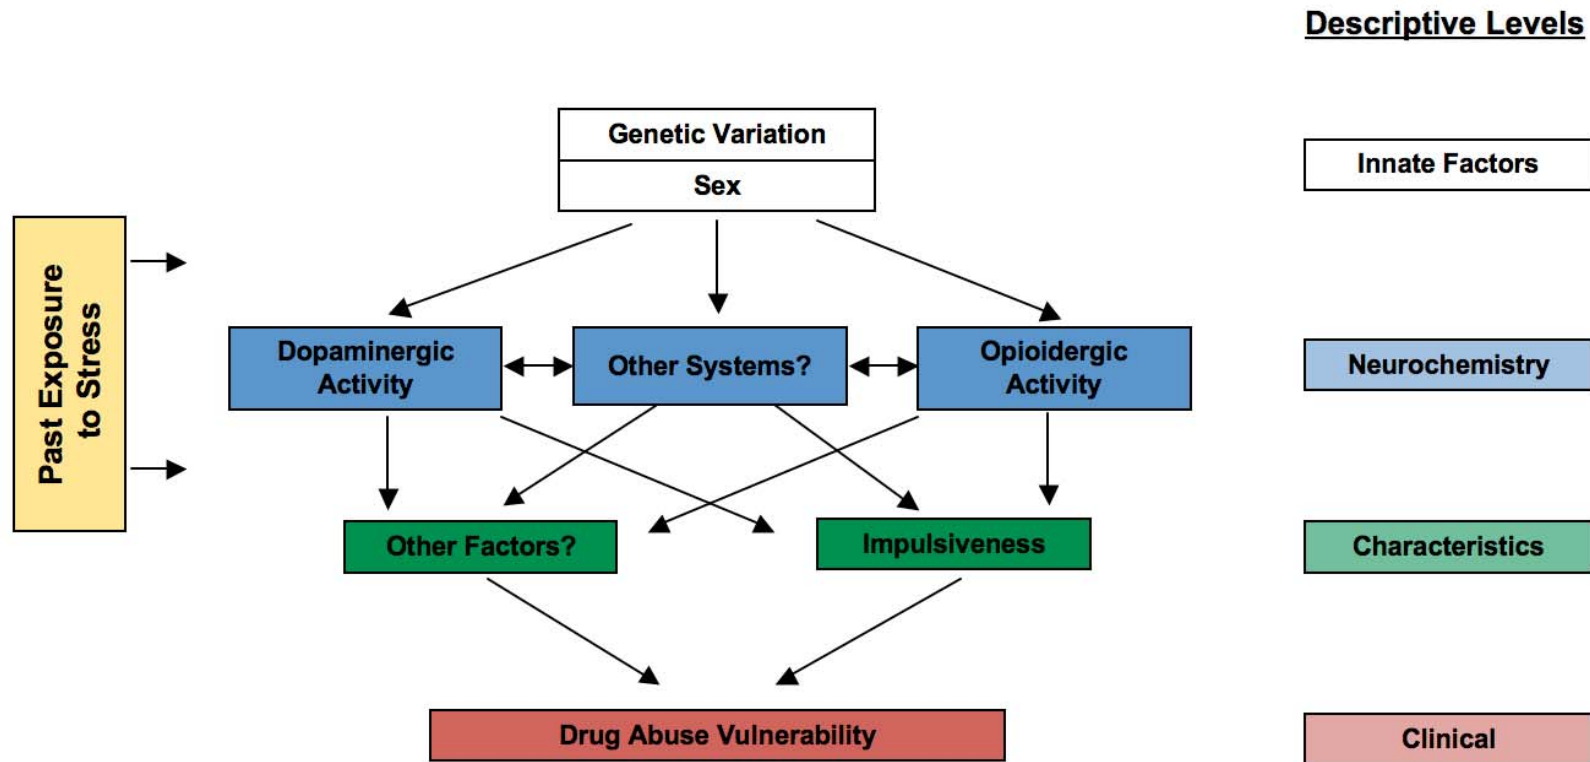 Descriptive Levels
Genetic Variation
Sex
Innate Factors
Past Exposure
to Stress
Dopaminergic
Activity
Other Systems?
Opioidergic
Activity
Neurochemistry
Other Factors?
Impulsiveness
Characteristics
Drug Abuse Vulnerability
Clinical